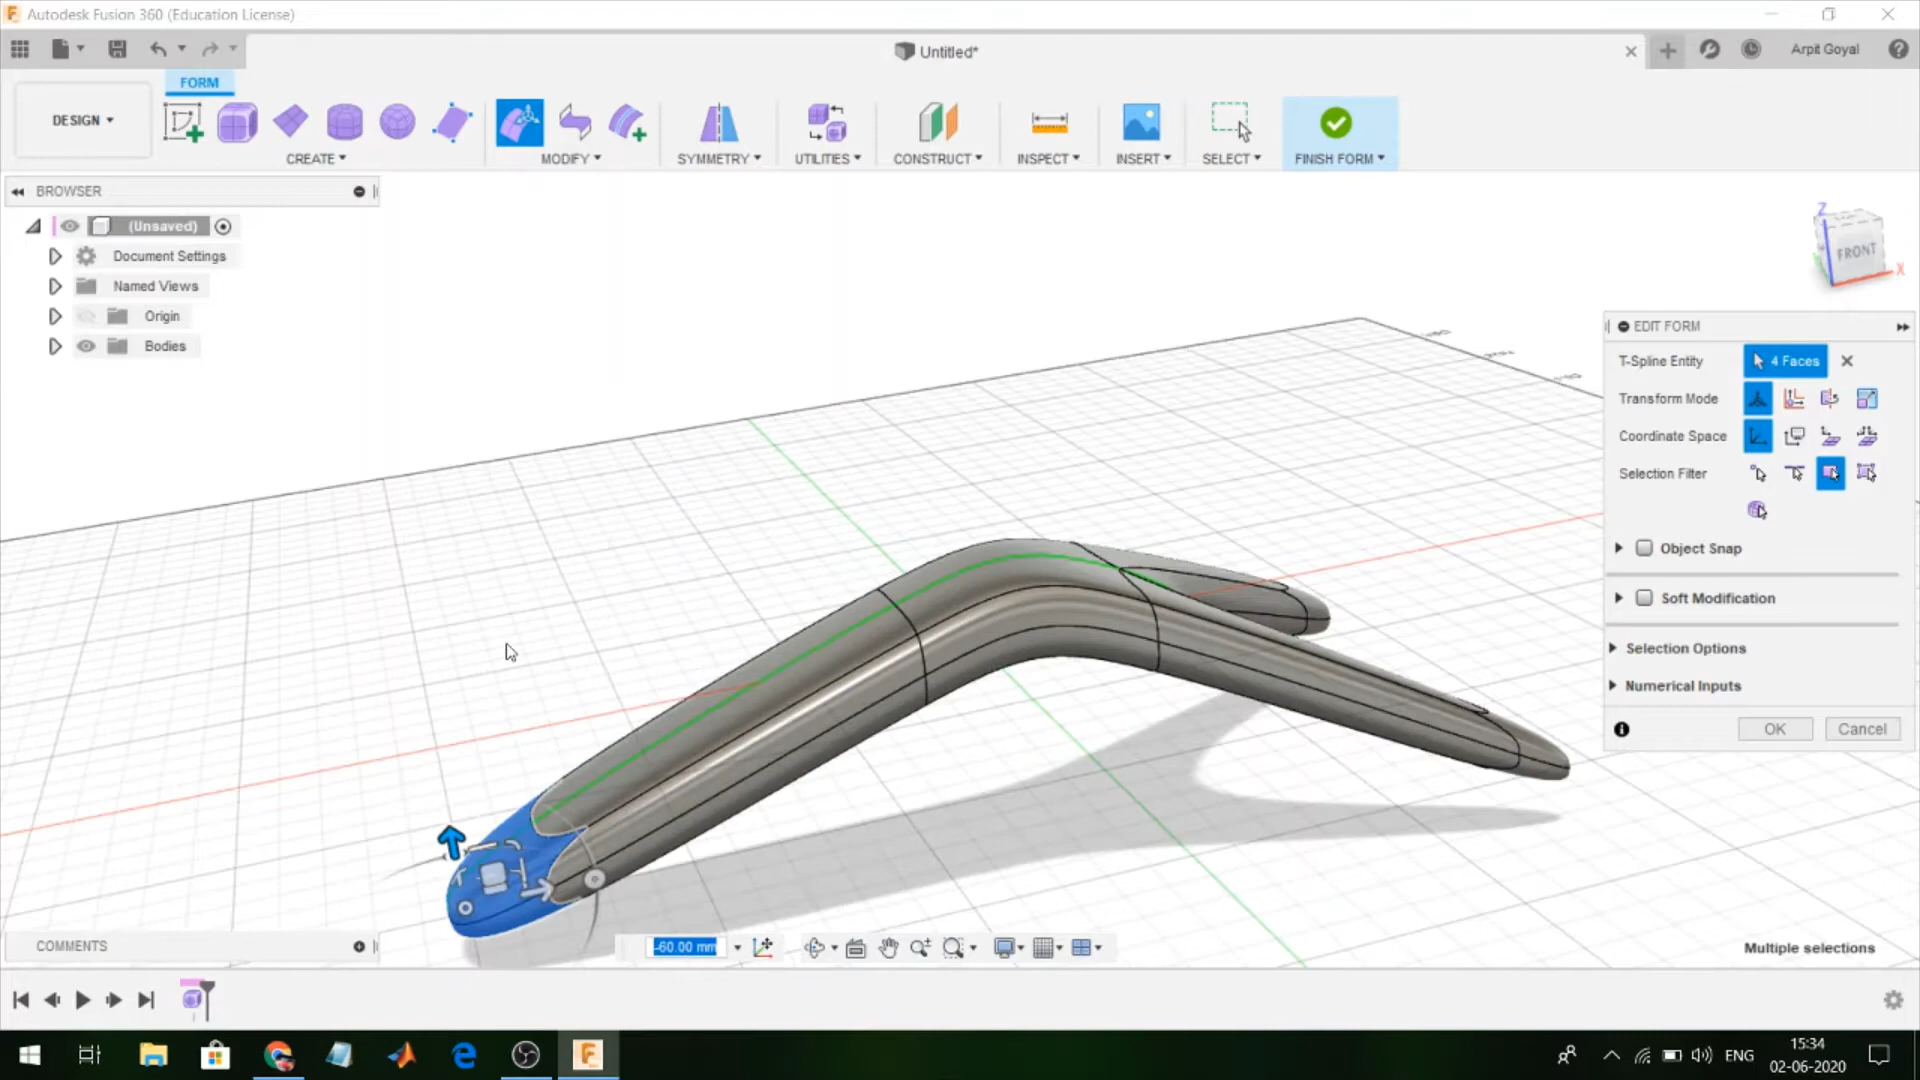 Autodesk Fusion 360 (Education License)
Untitled*
Arpit Goyal
FORM
DESIGN
CREATE
MODIFY
SYMMETRY
UTILITIES
CONSTRUCT
INSPECT
INSERT
SELECT
FINISH FORM
BROWSER
(Unsaved)
Document Settings
Named Views
Origin
Bodies
Z
FRONT
X
EDIT FORM
T-Spline Entity
4 Faces
Transform Mode
Coordinate Space
Selection Filter
Object Snap
Soft Modification
Selection Options
Numerical Inputs
OK
Cancel
COMMENTS
-60.00 mm
Multiple selections
ENG
15:34
02-06-2020